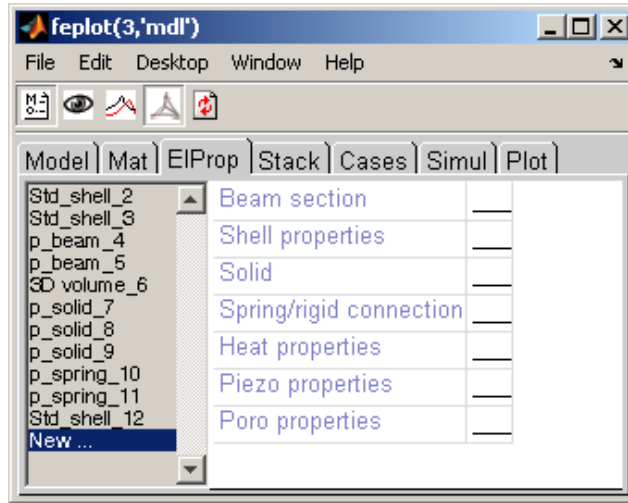 feplot(3,'mdl')
File Edit Desktop Window Help
Model Mat ElProp Stack Cases Simul Plot
Std_shell_2
Std_shell_3
p_beam_4
p_beam_5
3D volume_6
p_solid_7
p_solid_8
p_solid_9
p_spring_10
p_spring_11
Std_shell_12
New ...
Beam section
Shell properties
Solid
Spring/rigid connection
Heat properties
Piezo properties
Poro properties